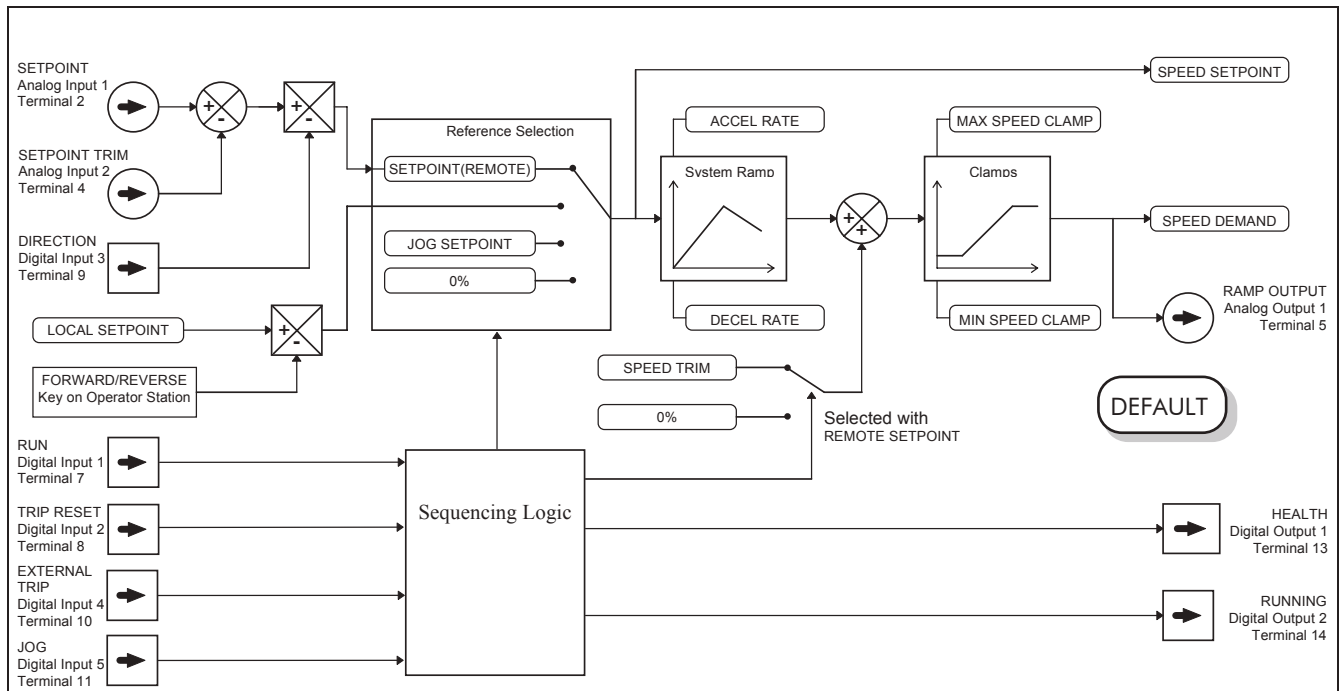 SETPOINT
Analog Input 1
Terminal 2
+
-
+
-
SETPOINT TRIM
Analog Input 2
Terminal 4
DIRECTION
Digital Input 3
Terminal 9
LOCAL SETPOINT
+
-
FORWARD/REVERSE
Key on Operator Station
Reference Selection
SETPOINT(REMOTE)
JOG SETPOINT
0%
ACCEL RATE
System Ramp
DECEL RATE
SPEED TRIM
0%
Selected with
REMOTE SETPOINT
+
+
MAX SPEED CLAMP
Clamps
MIN SPEED CLAMP
SPEED SETPOINT
SPEED DEMAND
RAMP OUTPUT
Analog Output 1
Terminal 5
DEFAULT
RUN
Digital Input 1
Terminal 7
TRIP RESET
Digital Input 2
Terminal 8
EXTERNAL
TRIP
Digital Input 4
Terminal 10
JOG
Digital Input 5
Terminal 11
Sequencing Logic
HEALTH
Digital Output 1
Terminal 13
RUNNING
Digital Output 2
Terminal 14